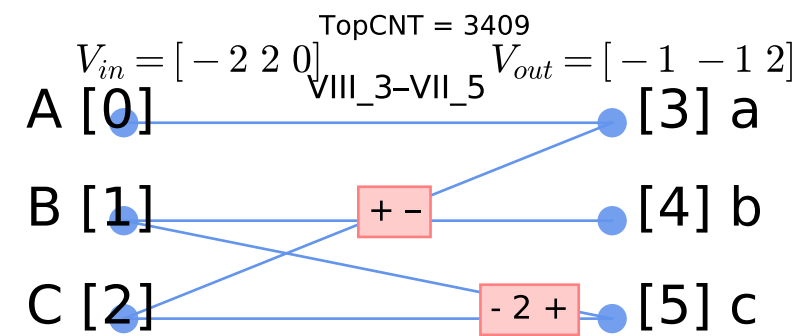 TopCNT = 3409
V_in = [ − 2 2 0]
V_out = [ − 1 − 1 2]
VIII_3–VII_5
A [0]
[3] a
B [1]
+ –
[4] b
C [2]
- 2 +
[5] c